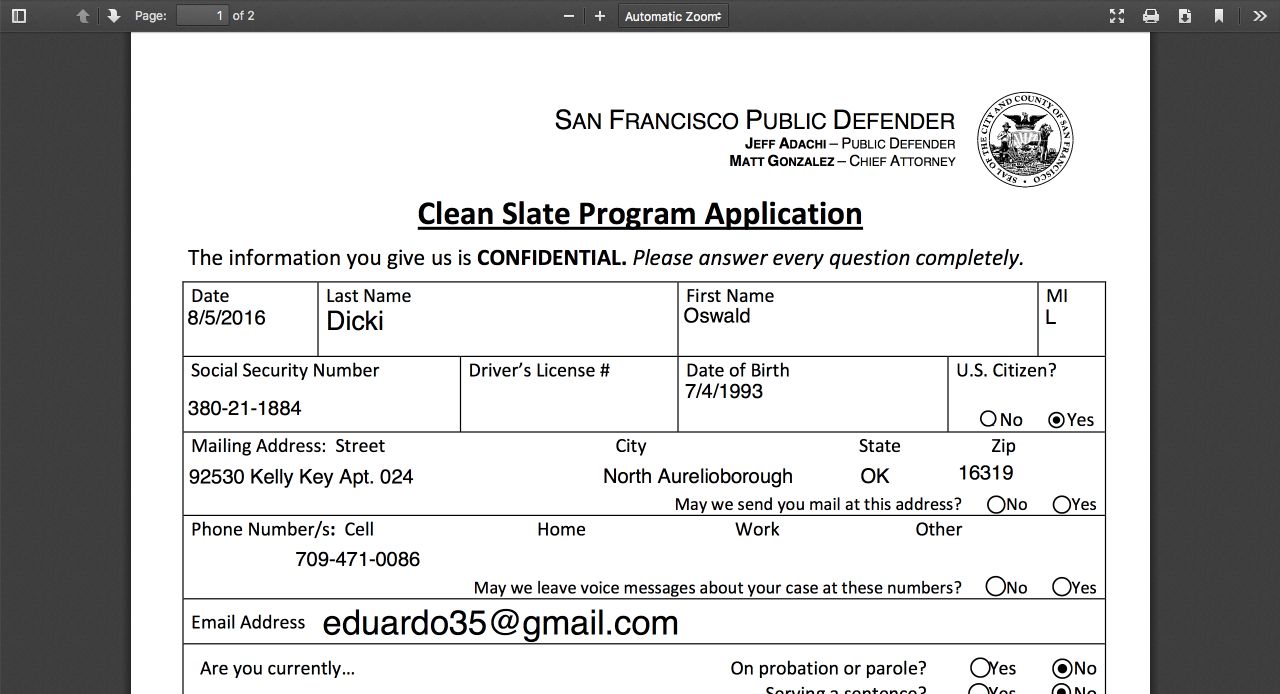 Page: 1 of 2 Automatic Zoom
SAN FRANCISCO PUBLIC DEFENDER
JEFF ADACHI – PUBLIC DEFENDER
MATT GONZALEZ – CHIEF ATTORNEY
SEAL OF THE CITY AND COUNTY OF SAN FRANCISCO
Clean Slate Program Application
The information you give us is CONFIDENTIAL. Please answer every question completely.
Date Last Name First Name MI
8/5/2016 Dicki Oswald L
Social Security Number Driver's License # Date of Birth U.S. Citizen?
7/4/1993
380-21-1884
No Yes
Mailing Address: Street City State Zip
92530 Kelly Key Apt. 024 North Aurelioborough OK 16319
May we send you mail at this address? No Yes
Phone Number/s: Cell Home Work Other
709-471-0086
May we leave voice messages about your case at these numbers? No Yes
Email Address eduardo35@gmail.com
Are you currently... On probation or parole? Yes No
Serving a sentence? Yes No